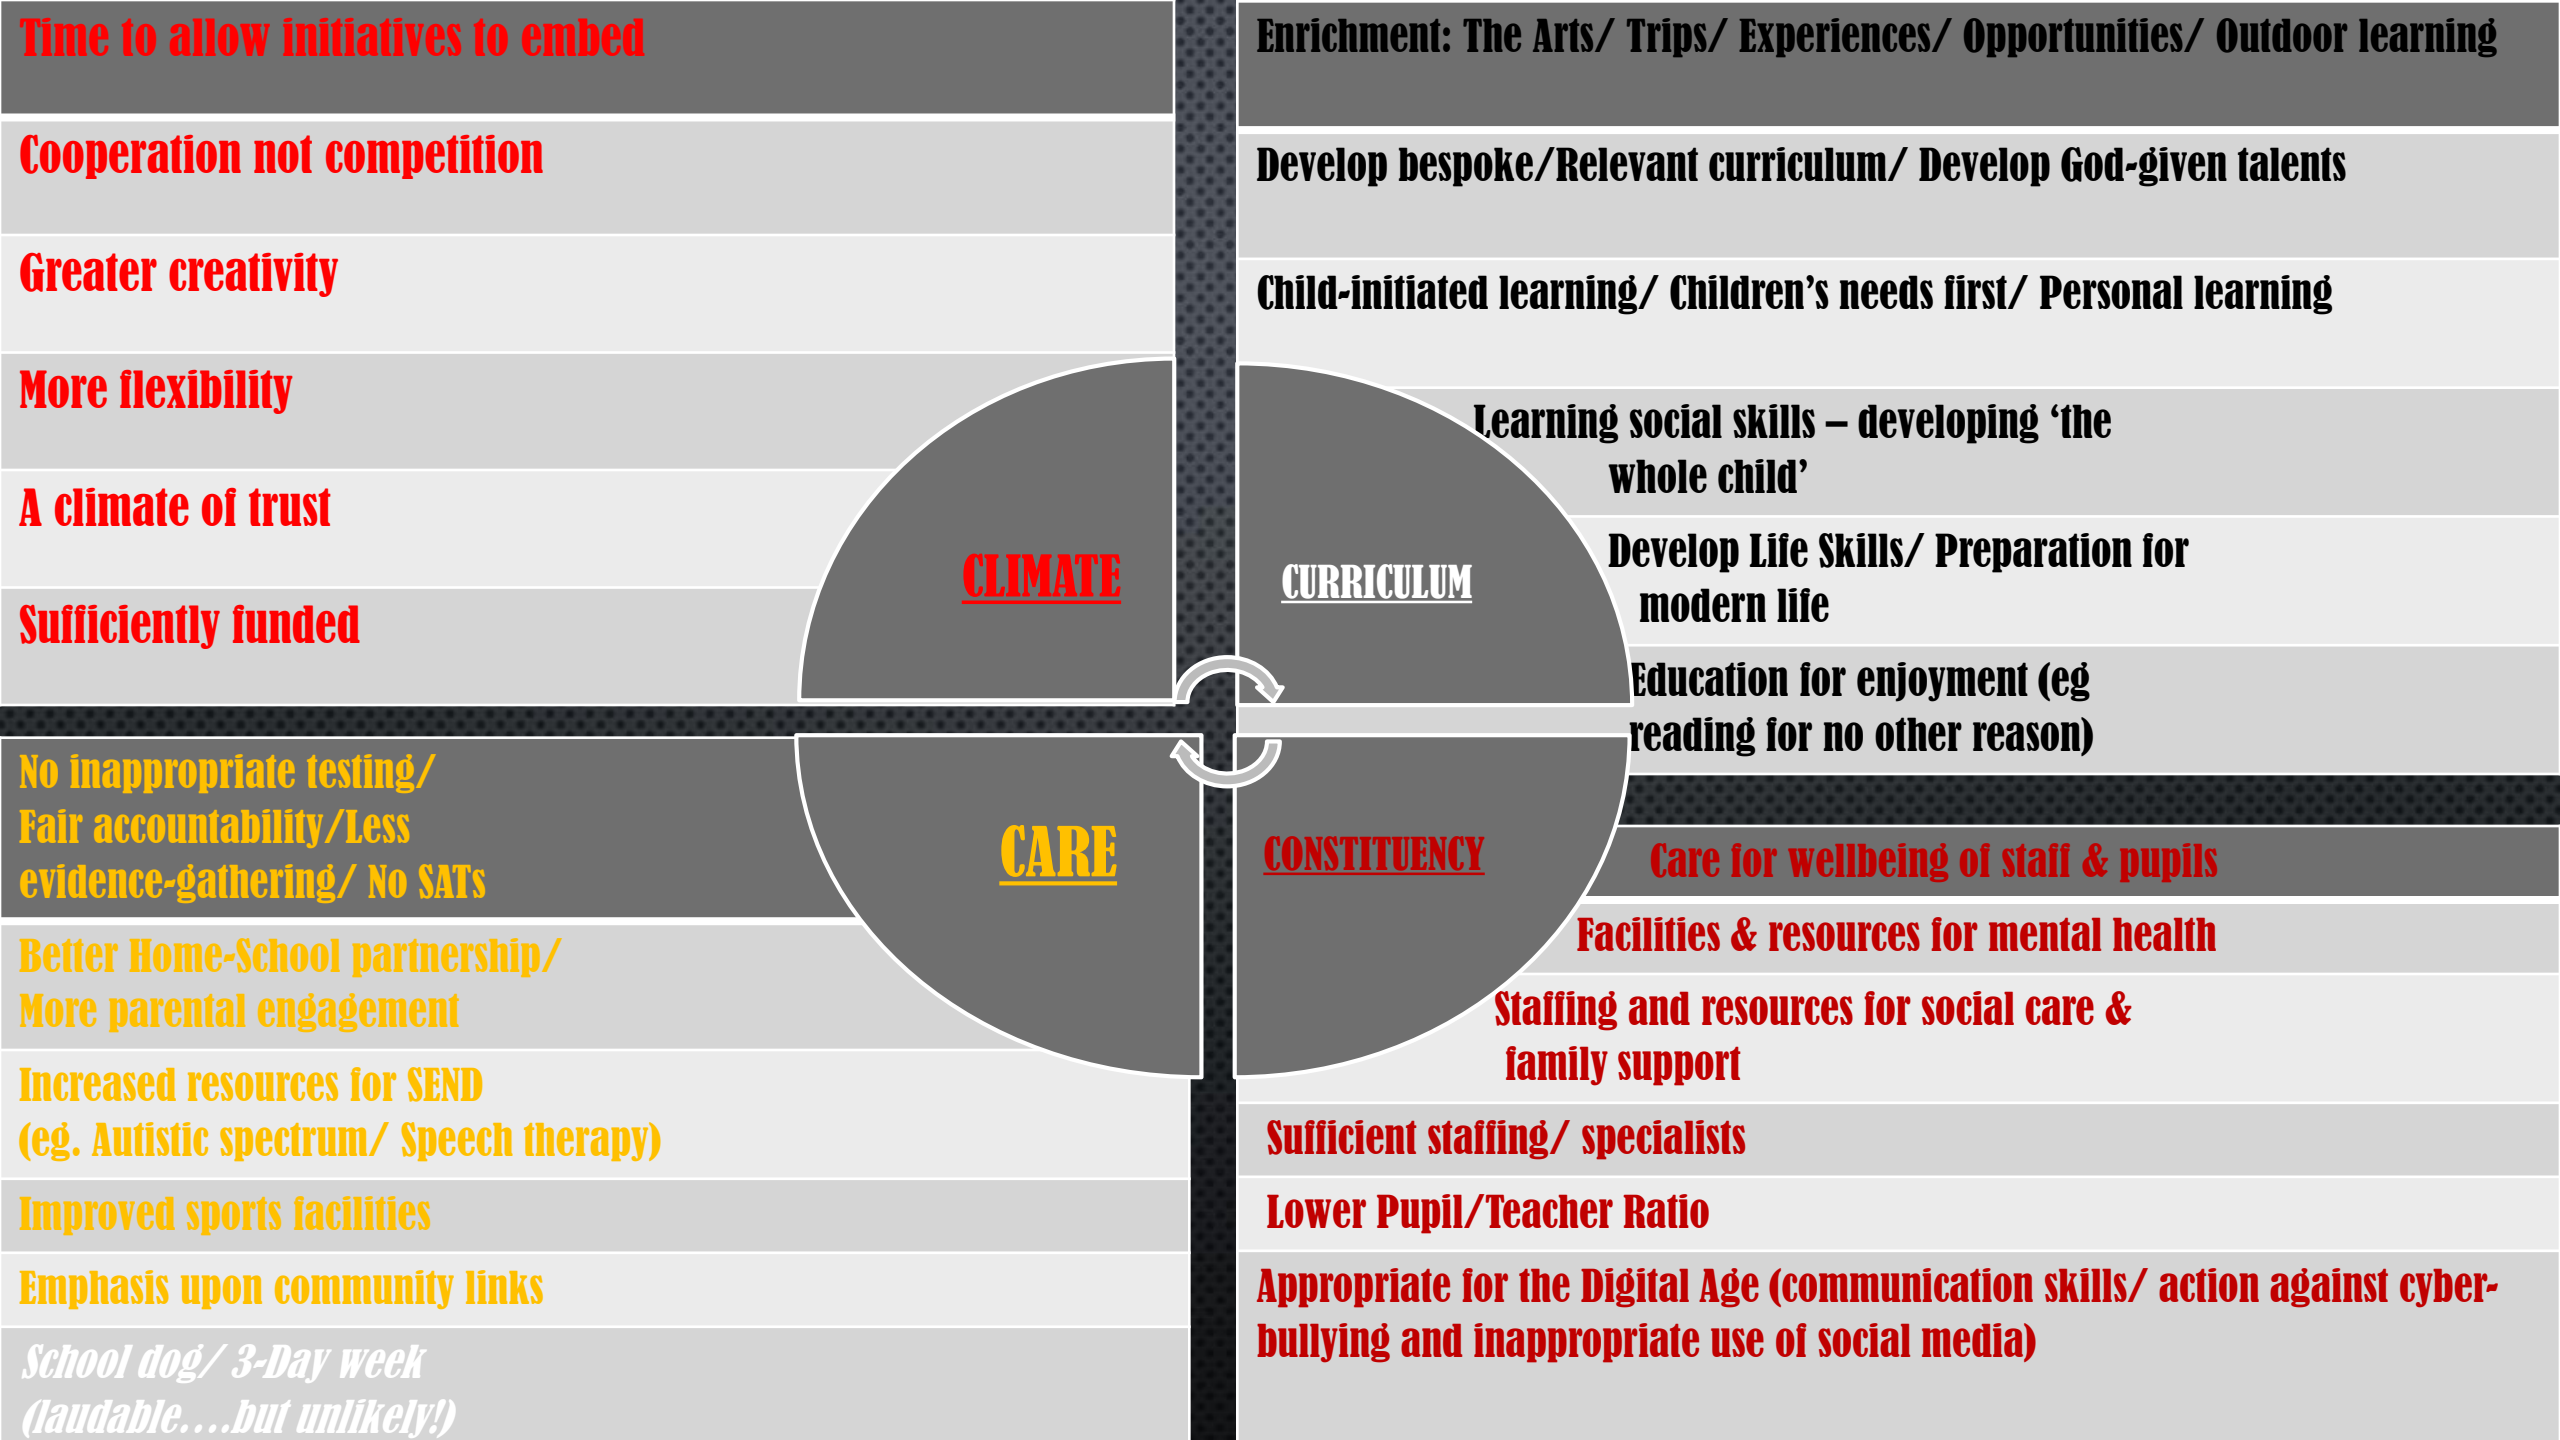 Time to allow initiatives to embed
Cooperation not competition
Greater creativity
More flexibility
A climate of trust
Sufficiently funded
CLIMATE
Enrichment: The Arts/ Trips/ Experiences/ Opportunities/ Outdoor learning
Develop bespoke/Relevant curriculum/ Develop God-given talents
Child-initiated learning/ Children’s needs first/ Personal learning
Learning social skills – developing ‘the
whole child’
Develop Life Skills/ Preparation for
modern life
Education for enjoyment (eg
reading for no other reason)
CURRICULUM
No inappropriate testing/
Fair accountability/Less
evidence-gathering/ No SATs
Better Home-School partnership/
More parental engagement
Increased resources for SEND
(eg. Autistic spectrum/ Speech therapy)
Improved sports facilities
Emphasis upon community links
School dog/ 3-Day week
(laudable….but unlikely!)
CARE
CONSTITUENCY
Care for wellbeing of staff & pupils
Facilities & resources for mental health
Staffing and resources for social care &
family support
Sufficient staffing/ specialists
Lower Pupil/Teacher Ratio
Appropriate for the Digital Age (communication skills/ action against cyber-
bullying and inappropriate use of social media)